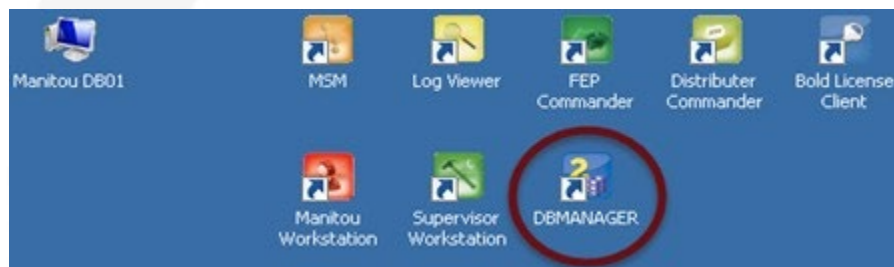 Manitou DB01
MSM
Log Viewer
FEP
Commander
Distributer
Commander
Bold License
Client
Manitou
Workstation
Supervisor
Workstation
DBMANAGER